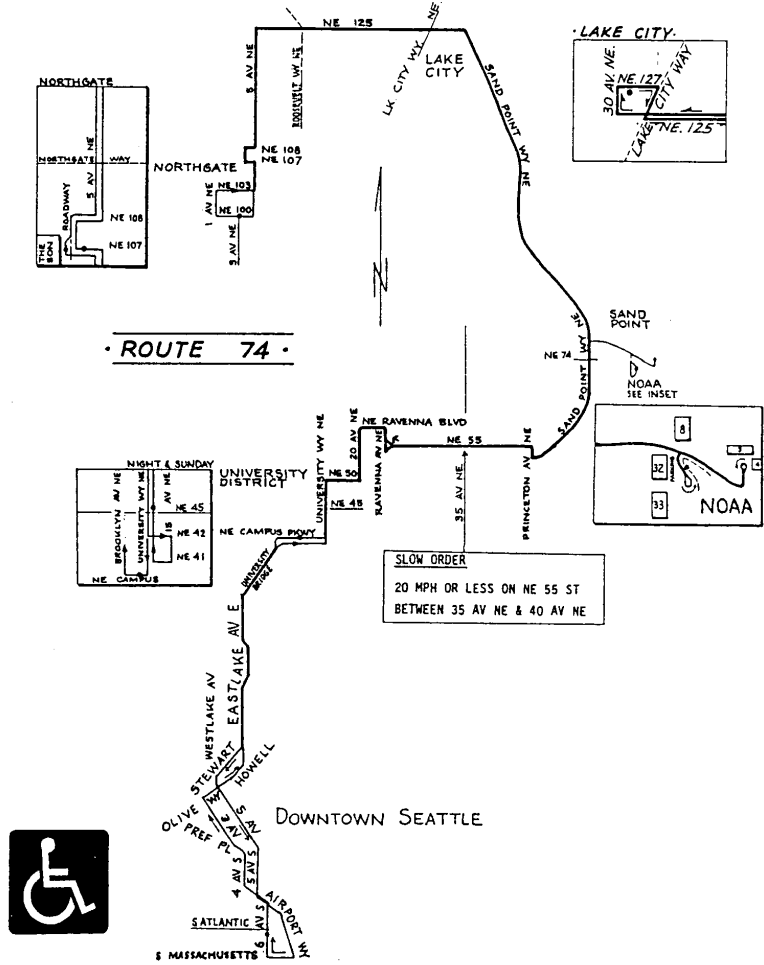 NE 125
NE
LK CITY WY
LAKE
CITY
5 AV NE
ROOSEVELT WY NE
SAND POINT WY NE
· LAKE CITY ·
30 AV. NE.
NE. 127
LAKE CITY WAY
NE. 125
NORTHGATE
NORTHGATE WAY
5 AV NE
ROADWAY
NE 108
NE 107
THE
BON
NORTHGATE
NE 108
NE 107
NE 103
1 AV NE
NE 100
5 AV NE
N
· ROUTE 74 ·
SAND
POINT
NE 74
SAND POINT WY NE
NOAA
SEE INSET
8
32
33
NOAA
NE RAVENNA BLVD
20 AV NE
RAVENNA AV NE
NE 55
35 AV NE
PRINCETON AV NE
UNIVERSITY WY NE
NE 50
NE 45
UNIVERSITY
DISTRICT
NIGHT & SUNDAY
BROOKLYN AV NE
UNIVERSITY WY NE
15 AV NE
NE 45
NE 42
NE 41
NE CAMPUS
NE CAMPUS PKWY
UNIVERSITY
BRIDGE
SLOW ORDER
20 MPH OR LESS ON NE 55 ST
BETWEEN 35 AV NE & 40 AV NE
EASTLAKE AV E
WESTLAKE AV
STEWART
HOWELL
OLIVE WY
3 AV
5 AV
PREF PL
DOWNTOWN SEATTLE
4 AV S
5 AV S
AIRPORT WY
S ATLANTIC
6 AV S
S MASSACHUSETTS